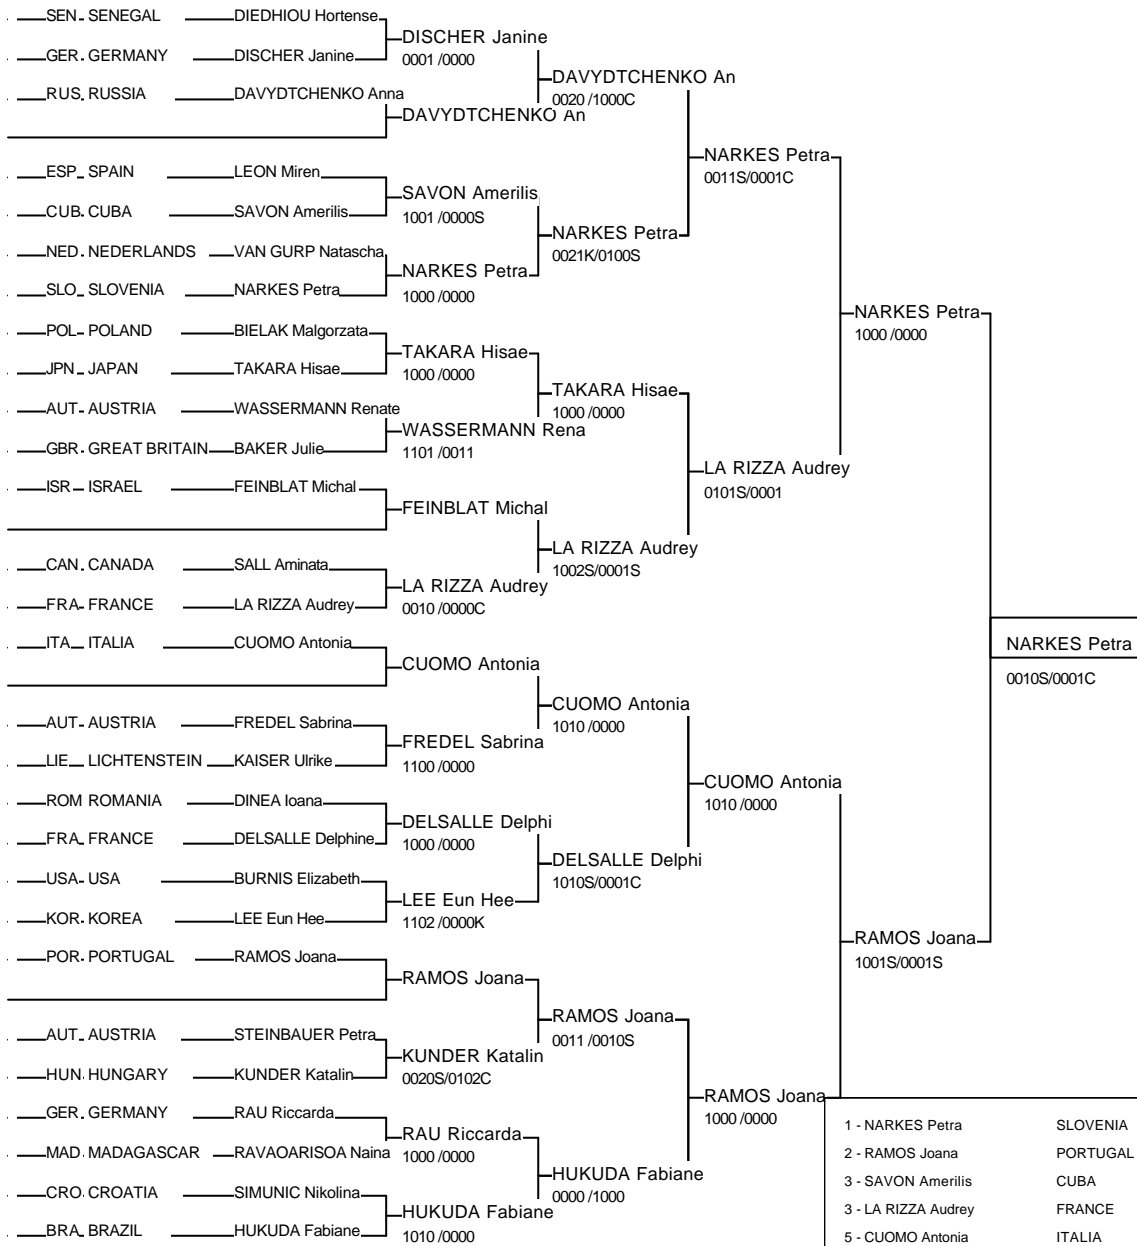 SEN SENEGAL DIEDHIOU Hortense
DISCHER Janine
0001 /0000
GER GERMANY DISCHER Janine
DAVYDTCHENKO An
0020 /1000C
RUS RUSSIA DAVYDTCHENKO Anna
DAVYDTCHENKO An
NARKES Petra
0011S/0001C
ESP SPAIN LEON Miren
SAVON Amerilis
1001 /0000S
CUB CUBA SAVON Amerilis
NARKES Petra
0021K/0100S
NED NEDERLANDS VAN GURP Natascha
NARKES Petra
1000 /0000
SLO SLOVENIA NARKES Petra
NARKES Petra
1000 /0000
POL POLAND BIELAK Malgorzata
TAKARA Hisae
1000 /0000
JPN JAPAN TAKARA Hisae
TAKARA Hisae
1000 /0000
AUT AUSTRIA WASSERMANN Renate
WASSERMANN Rena
1101 /0011
GBR GREAT BRITAIN BAKER Julie
LA RIZZA Audrey
0101S/0001
ISR ISRAEL FEINBLAT Michal
FEINBLAT Michal
LA RIZZA Audrey
1002S/0001S
CAN CANADA SALL Aminata
LA RIZZA Audrey
0010 /0000C
FRA FRANCE LA RIZZA Audrey
NARKES Petra
0010S/0001C
ITA ITALIA CUOMO Antonia
CUOMO Antonia
CUOMO Antonia
1010 /0000
AUT AUSTRIA FREDEL Sabrina
FREDEL Sabrina
1100 /0000
LIE LICHTENSTEIN KAISER Ulrike
CUOMO Antonia
1010 /0000
ROM ROMANIA DINEA Ioana
DELSALLE Delphi
1000 /0000
FRA FRANCE DELSALLE Delphine
DELSALLE Delphi
1010S/0001C
USA USA BURNIS Elizabeth
LEE Eun Hee
1102 /0000K
KOR KOREA LEE Eun Hee
RAMOS Joana
1001S/0001S
POR PORTUGAL RAMOS Joana
RAMOS Joana
RAMOS Joana
0011 /0010S
AUT AUSTRIA STEINBAUER Petra
KUNDER Katalin
0020S/0102C
HUN HUNGARY KUNDER Katalin
RAMOS Joana
1000 /0000
GER GERMANY RAU Riccarda
RAU Riccarda
1000 /0000
MAD MADAGASCAR RAVAOARISOA Naina
HUKUDA Fabiane
0000 /1000
CRO CROATIA SIMUNIC Nikolina
HUKUDA Fabiane
1010 /0000
BRA BRAZIL HUKUDA Fabiane
1 - NARKES Petra SLOVENIA
2 - RAMOS Joana PORTUGAL
3 - SAVON Amerilis CUBA
3 - LA RIZZA Audrey FRANCE
5 - CUOMO Antonia ITALIA